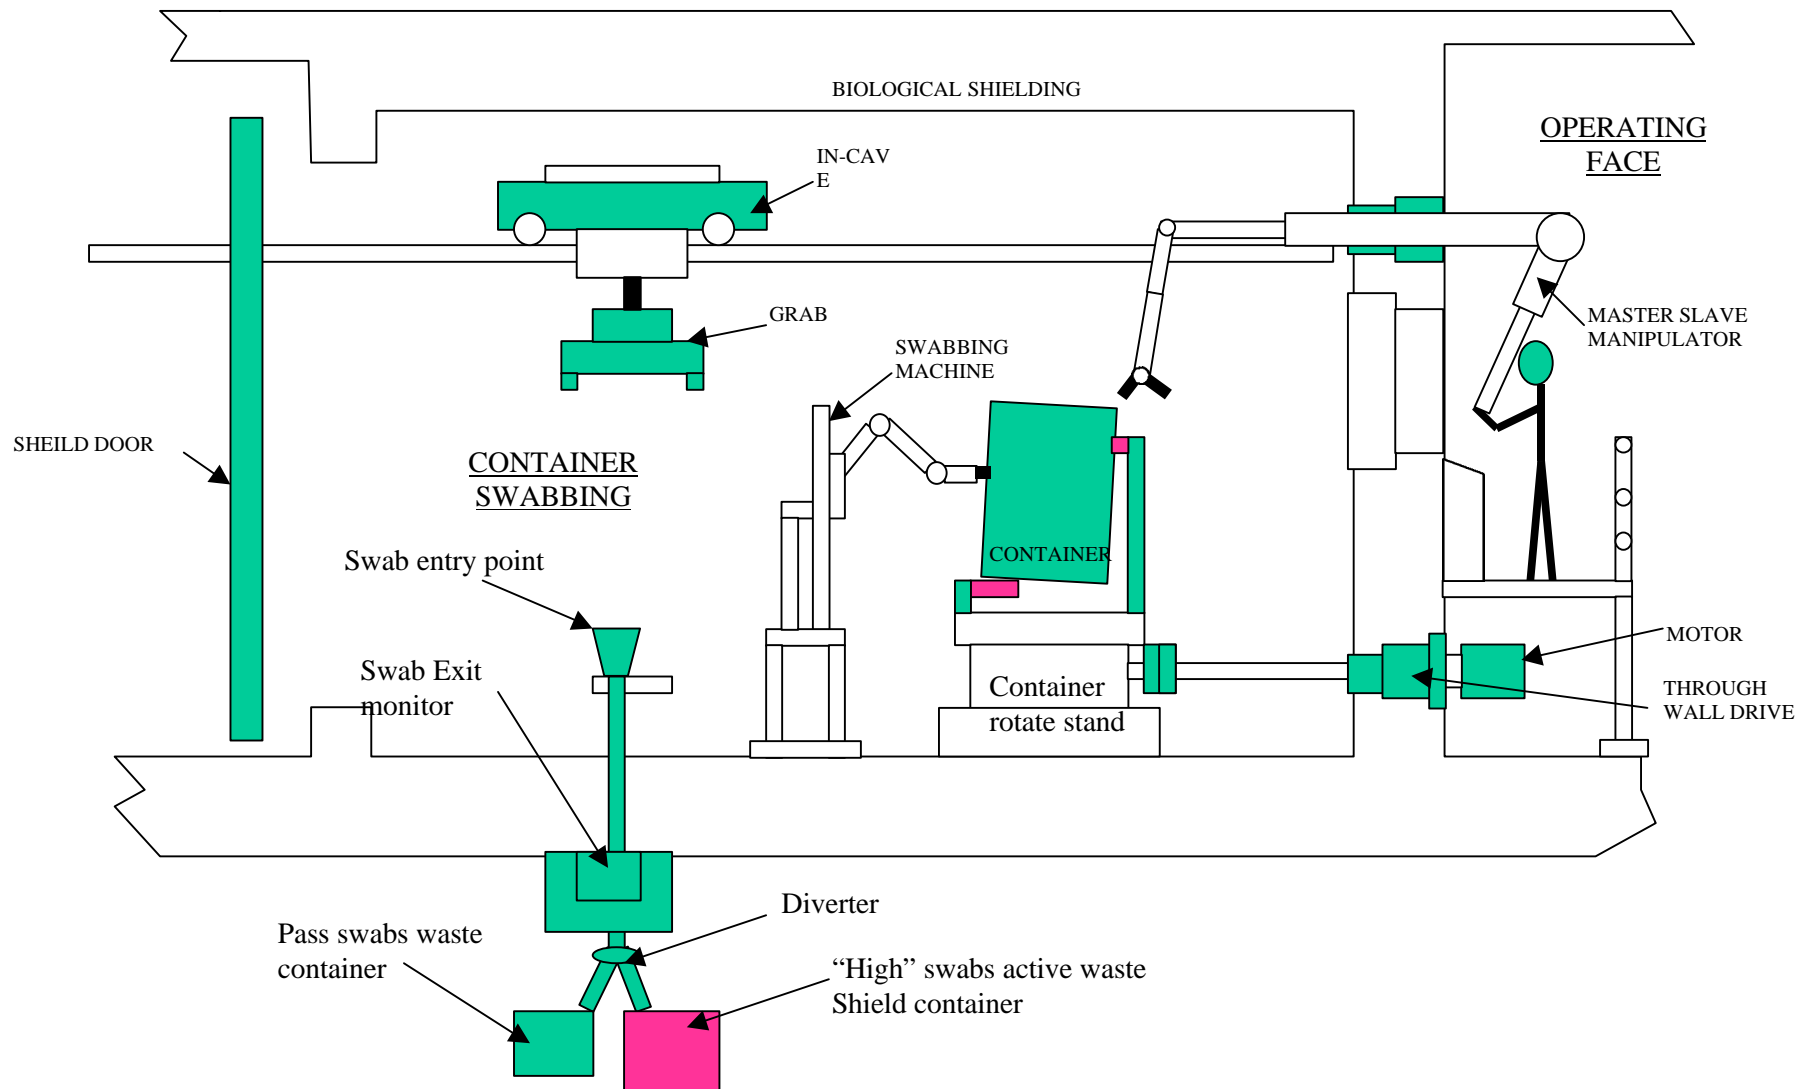 BIOLOGICAL SHIELDING
OPERATING
FACE
IN-CAV
E
GRAB
MASTER SLAVE
MANIPULATOR
SWABBING
MACHINE
SHEILD DOOR
CONTAINER
SWABBING
CONTAINER
Swab entry point
Swab Exit
monitor
Container
rotate stand
MOTOR
THROUGH
WALL DRIVE
Diverter
Pass swabs waste
container
“High” swabs active waste
Shield container